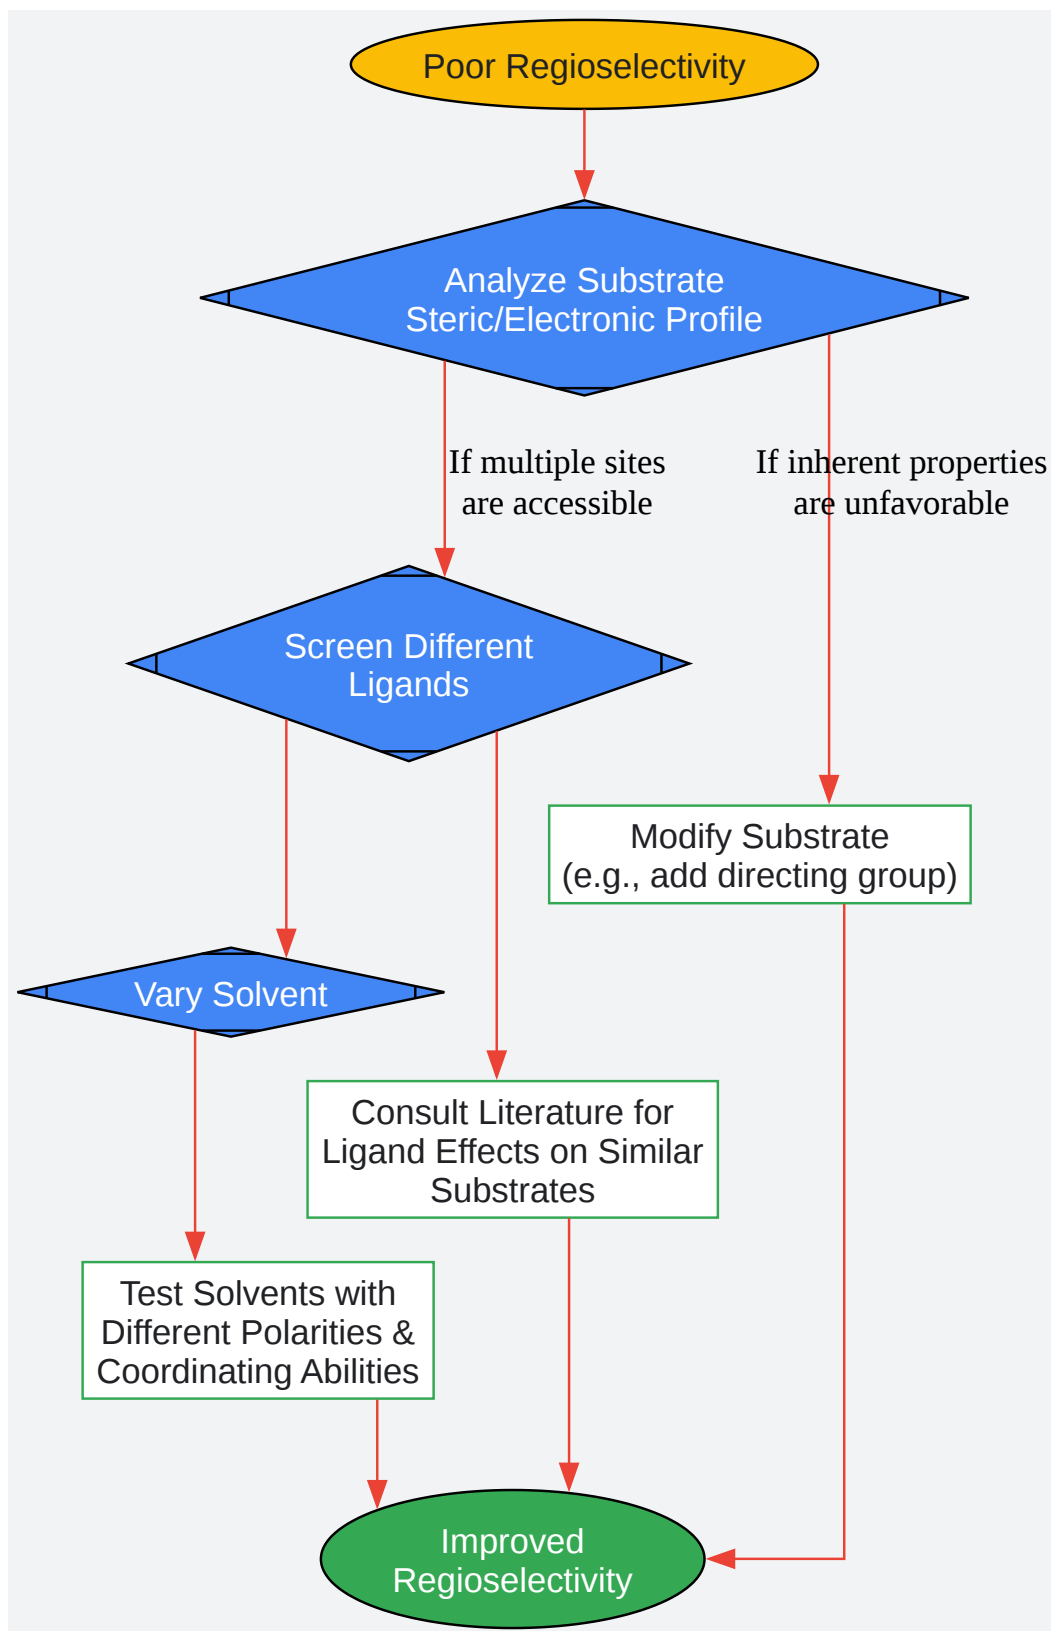 Poor Regioselectivity
Analyze Substrate
Steric/Electronic Profile
If multiple sites
are accessible
If inherent properties
are unfavorable
Screen Different
Ligands
Modify Substrate
(e.g., add directing group)
Vary Solvent
Consult Literature for
Ligand Effects on Similar
Substrates
Test Solvents with
Different Polarities &
Coordinating Abilities
Improved
Regioselectivity